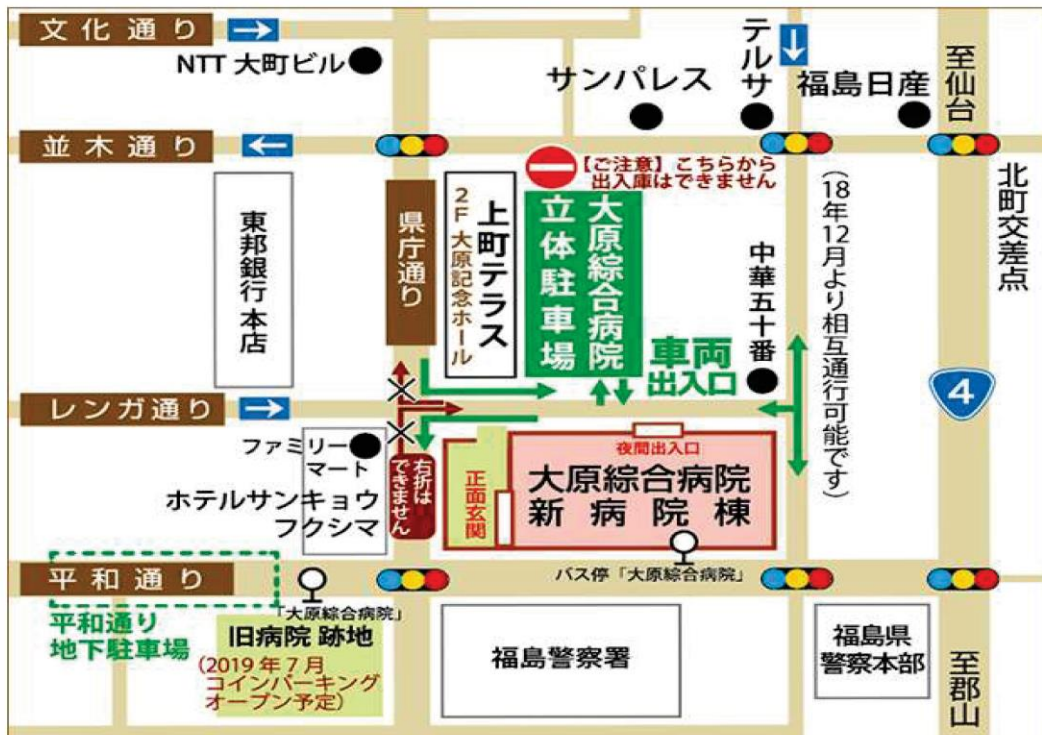 文化通り
NTT 大町ビル
サンパレス
テルサ
福島日産
至仙台
並木通り
【ご注意】こちらから
出入庫はできません
北町交差点
東邦銀行 本店
県庁通り
上町テラス
2F 大原記念ホール
大原綜合病院
立体駐車場
中華五十番
(18年12月より相互通行可能です)
車両
出入口
4
レンガ通り
ファミリー
マート
ホテルサンキョウ
フクシマ
右折は
できません
正面玄関
夜間出入口
大原綜合病院
新病院棟
バス停「大原綜合病院」
平和通り
「大原綜合病院」
平和通り
地下駐車場
旧病院 跡地
(2019年7月
コインパーキング
オープン予定)
福島警察署
福島県
警察本部
至郡山